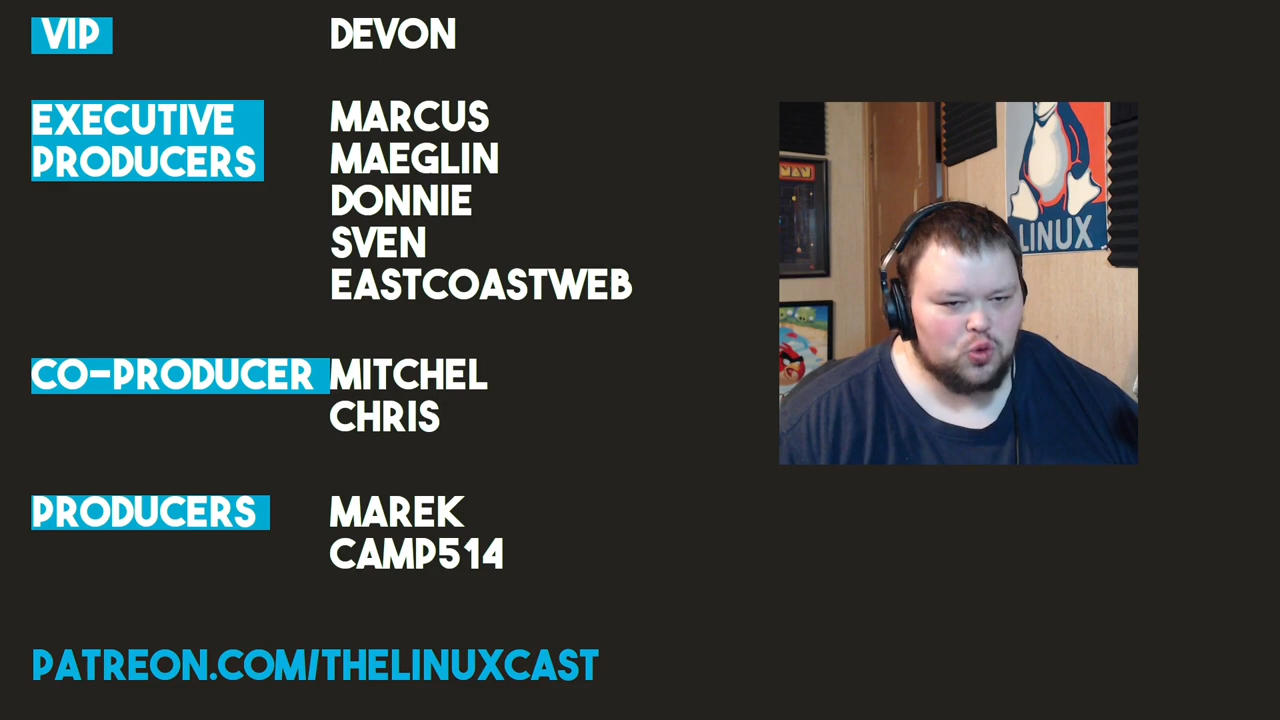 VIP DEVON
EXECUTIVE PRODUCERS
MARCUS
MAEGLIN
DONNIE
SVEN
EASTCOASTWEB
CO-PRODUCER MITCHEL
CHRIS
PRODUCERS MAREK
CAMP514
PATREON.COM/THELINUXCAST
LINUX